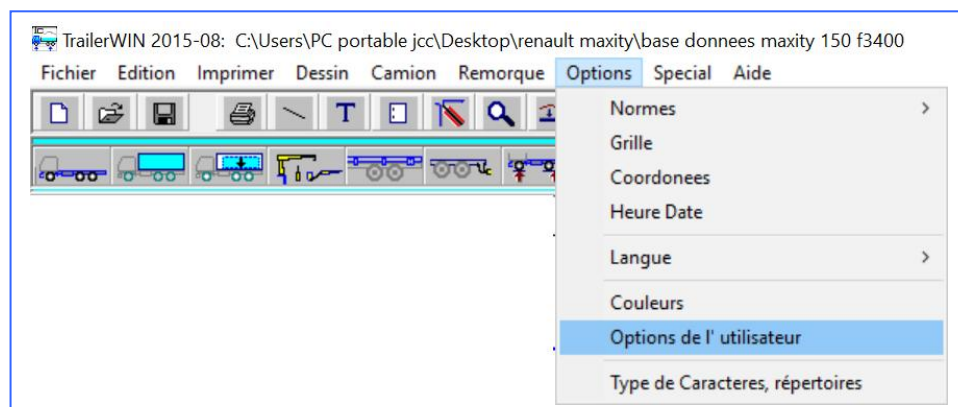 TrailerWIN 2015-08: C:\Users\PC portable jcc\Desktop\renault maxity\base donnees maxity 150 f3400
Fichier Edition Imprimer Dessin Camion Remorque Options Special Aide
T
Normes >
Grille
Coordonees
Heure Date
Langue >
Couleurs
Options de l' utilisateur
Type de Caracteres, répertoires